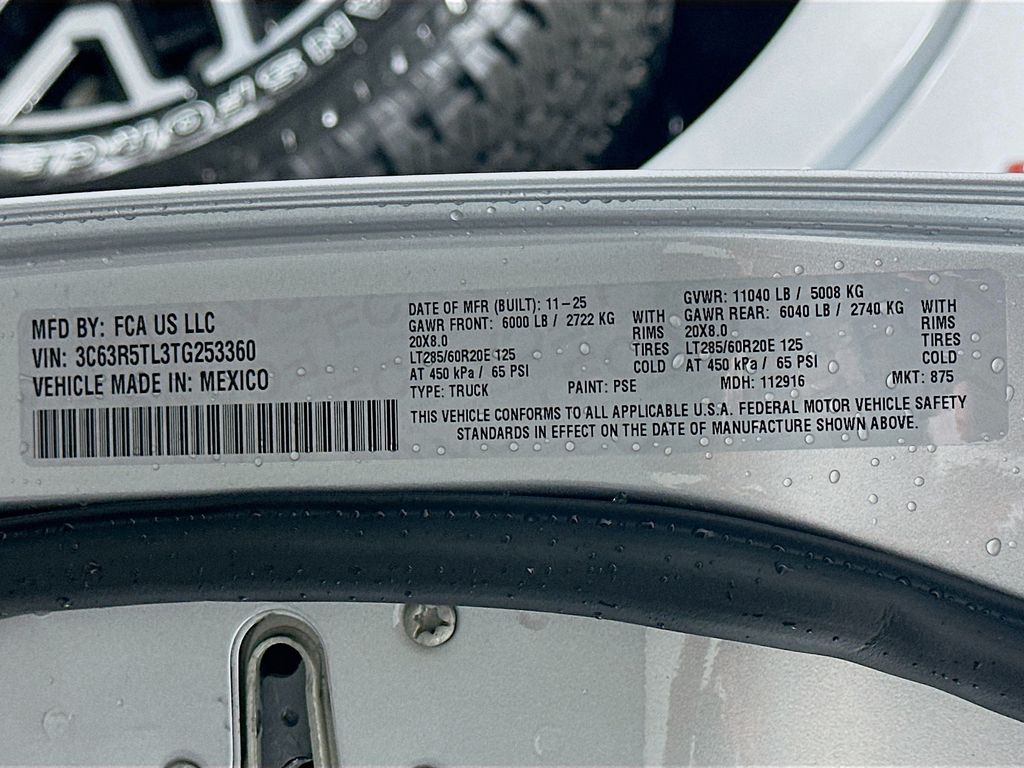 TRANSFORCE
MFD BY: FCA US LLC
VIN: 3C63R5TL3TG253360
VEHICLE MADE IN: MEXICO
DATE OF MFR (BUILT): 11-25
GAWR FRONT: 6000 LB / 2722 KG
20X8.0
LT285/60R20E 125
AT 450 kPa / 65 PSI
TYPE: TRUCK
WITH
RIMS
TIRES
COLD
PAINT: PSE
GVWR: 11040 LB / 5008 KG
GAWR REAR: 6040 LB / 2740 KG
20X8.0
LT285/60R20E 125
AT 450 kPa / 65 PSI
MDH: 112916
WITH
RIMS
TIRES
COLD
MKT: 875
THIS VEHICLE CONFORMS TO ALL APPLICABLE U.S.A. FEDERAL MOTOR VEHICLE SAFETY
STANDARDS IN EFFECT ON THE DATE OF MANUFACTURE SHOWN ABOVE.